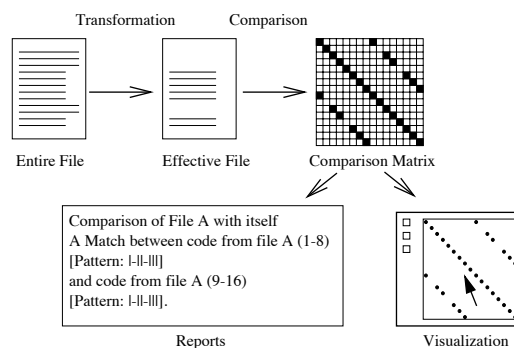 Transformation
Comparison
Entire File
Effective File
Comparison Matrix
Comparison of File A with itself
A Match between code from file A (1-8)
[Pattern: |-||-|||]
and code from file A (9-16)
[Pattern: |-||-|||].
Reports
Visualization